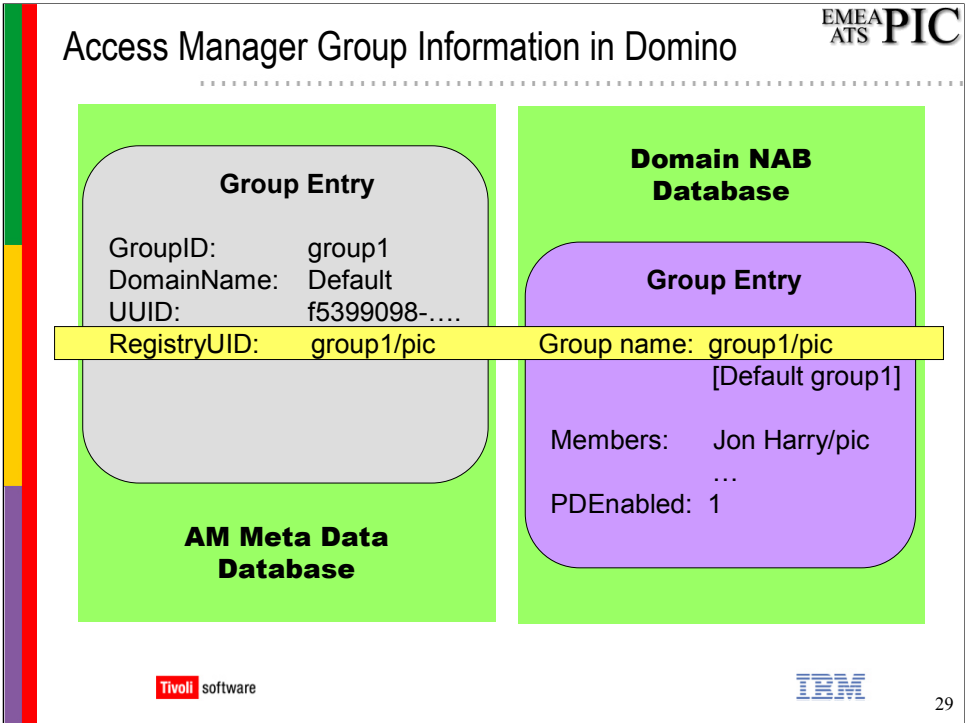 Access Manager Group Information in Domino
EMEA ATS PIC
Group Entry
GroupID: group1
DomainName: Default
UUID: f5399098-….
RegistryUID: group1/pic
AM Meta Data
Database
Domain NAB
Database
Group Entry
Group name: group1/pic
[Default group1]
Members: Jon Harry/pic
…
PDEnabled: 1
Tivoli software
IBM
29